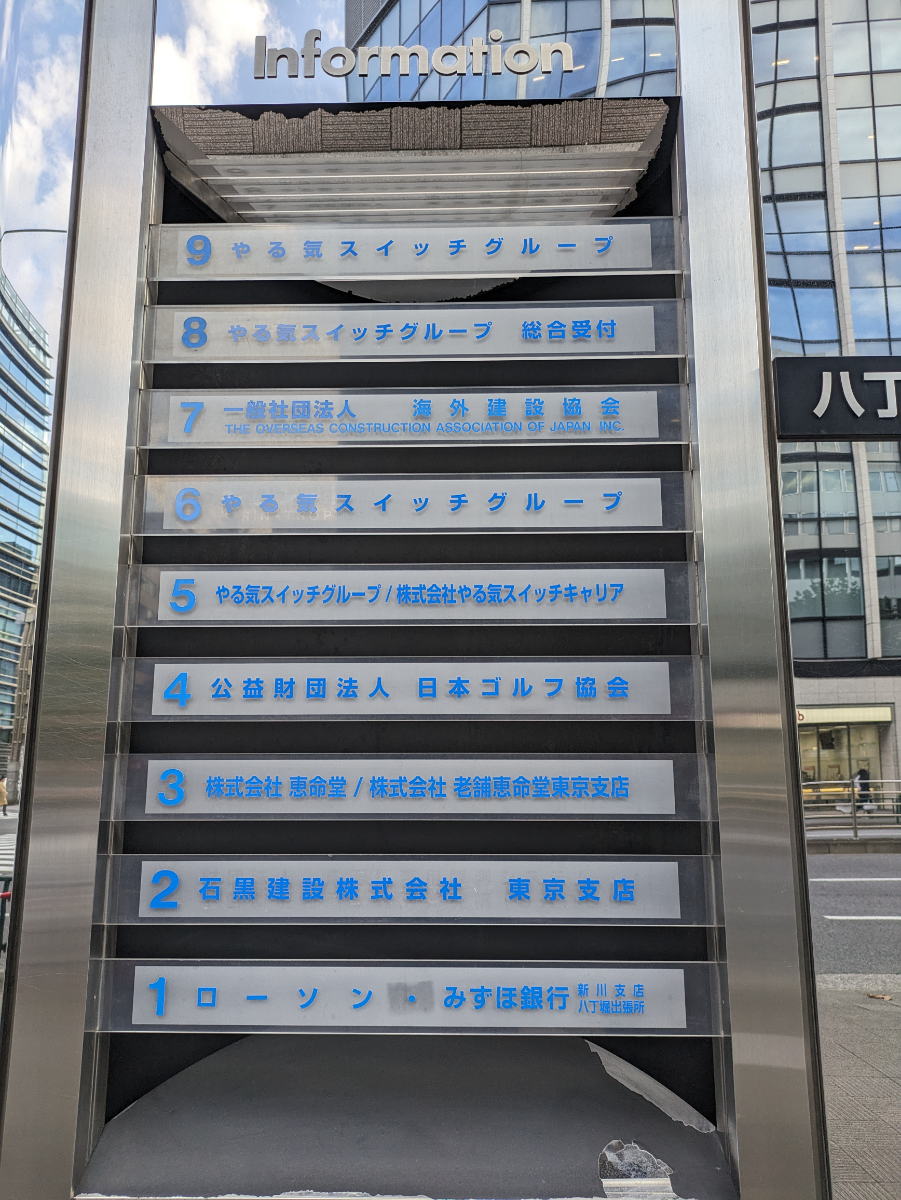 Information
9 やる気スイッチグループ
8 やる気スイッチグループ 総合受付
7 一般社団法人 海外建設協会
THE OVERSEAS CONSTRUCTION ASSOCIATION OF JAPAN INC.
6 やる気スイッチグループ
5 やる気スイッチグループ / 株式会社やる気スイッチキャリア
4 公益財団法人 日本ゴルフ協会
3 株式会社 恵命堂 / 株式会社 老舗恵命堂東京支店
2 石黒建設株式会社 東京支店
1 ローソン ・ みずほ銀行 新川支店
八丁堀出張所
八丁